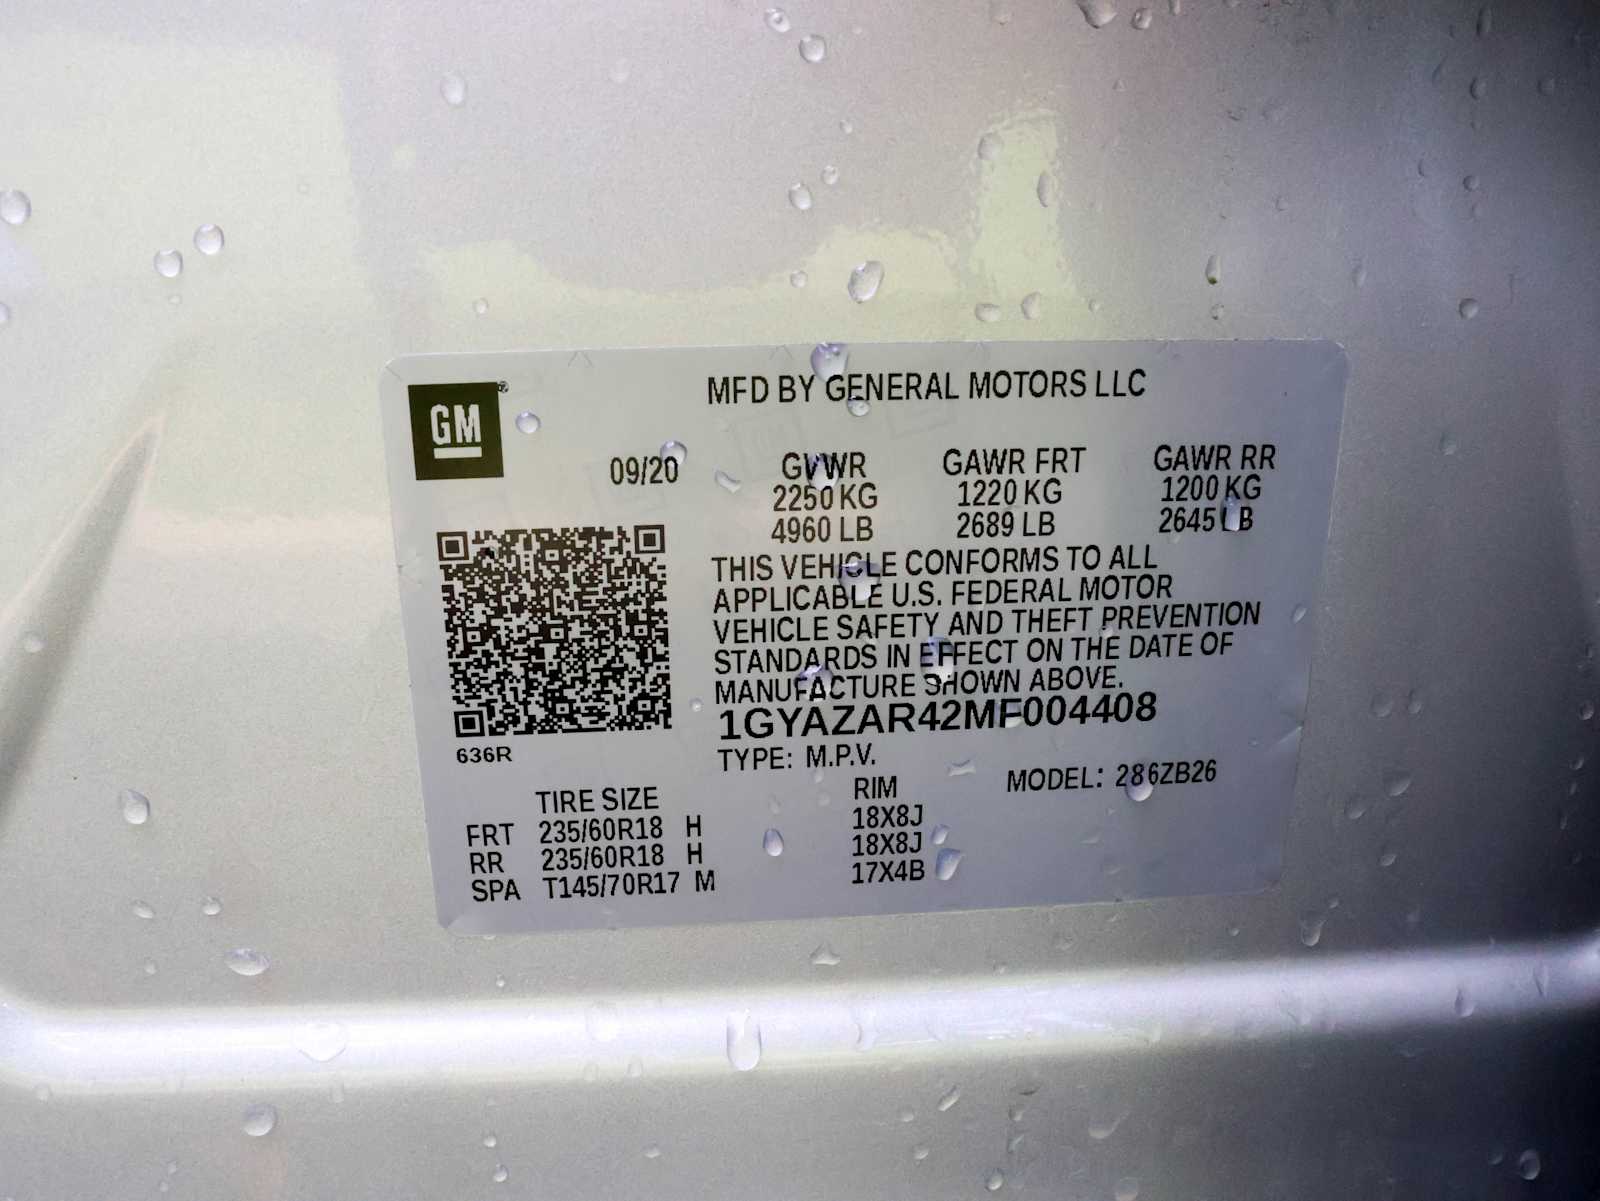 GM®
MFD BY GENERAL MOTORS LLC
09/20 GVWR GAWR FRT GAWR RR
2250 KG 1220 KG 1200 KG
4960 LB 2689 LB 2645 LB
THIS VEHICLE CONFORMS TO ALL
APPLICABLE U.S. FEDERAL MOTOR
VEHICLE SAFETY AND THEFT PREVENTION
STANDARDS IN EFFECT ON THE DATE OF
MANUFACTURE SHOWN ABOVE.
1GYAZAR42MF004408
636R
TYPE: M.P.V. MODEL: 286ZB26
TIRE SIZE RIM
FRT 235/60R18 H 18X8J
RR 235/60R18 H 18X8J
SPA T145/70R17 M 17X4B